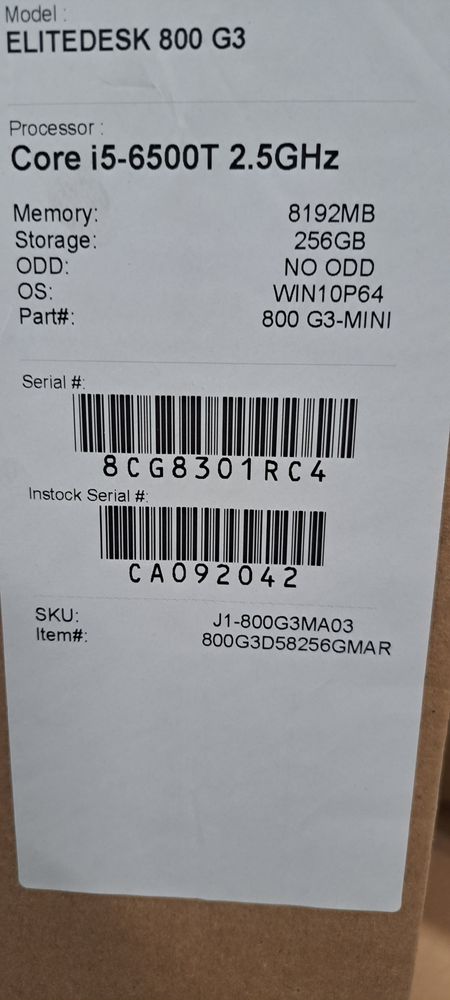 Model :
ELITEDESK 800 G3
Processor :
Core i5-6500T 2.5GHz
Memory: 8192MB
Storage: 256GB
ODD: NO ODD
OS: WIN10P64
Part#: 800 G3-MINI
Serial #:
8CG8301RC4
Instock Serial #:
CA092042
SKU: J1-800G3MA03
Item#: 800G3D58256GMAR